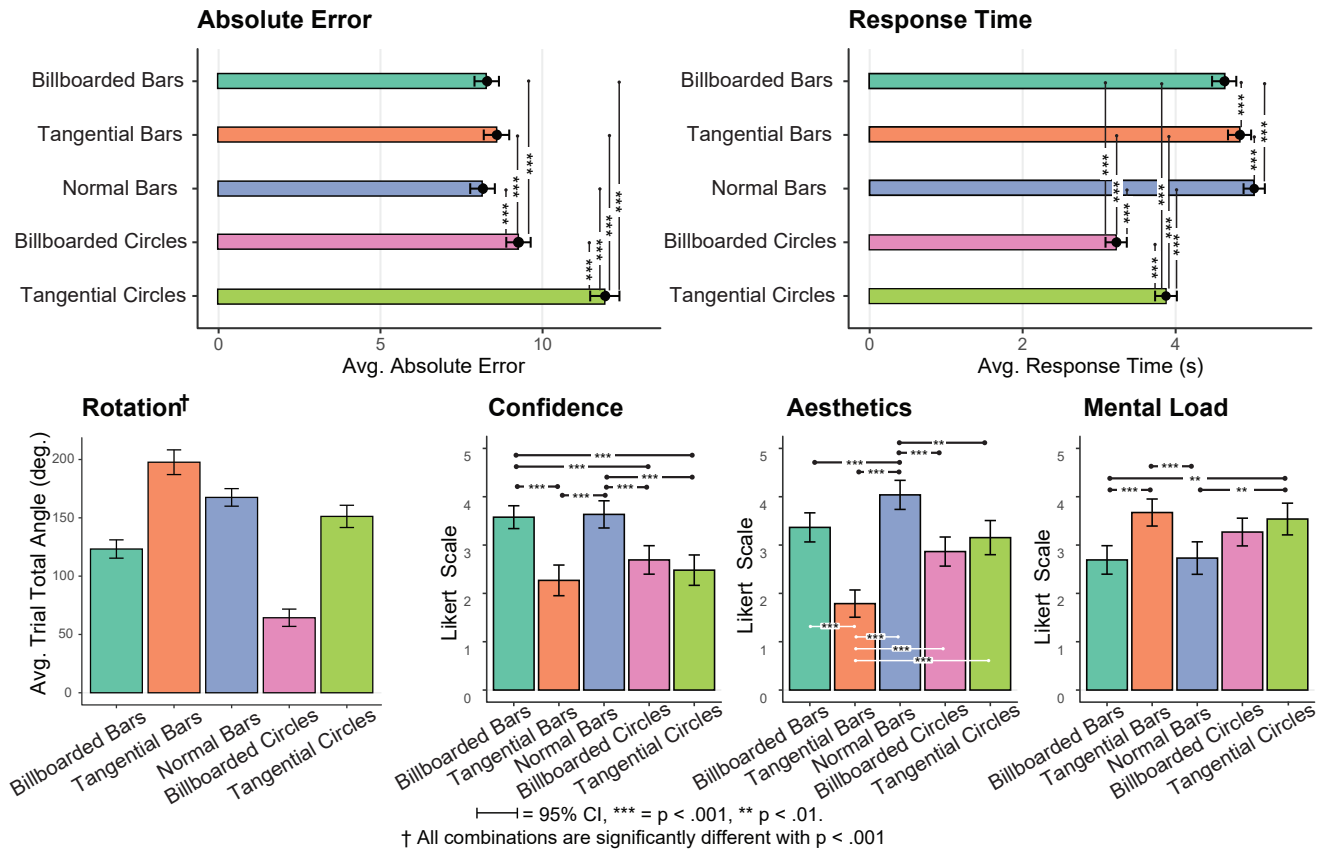 Absolute Error
Billboarded Bars
Tangential Bars
Normal Bars
Billboarded Circles
Tangential Circles
*** *** *** *** *** *** ***
0 5 10
Avg. Absolute Error
Response Time
Billboarded Bars
Tangential Bars
Normal Bars
Billboarded Circles
Tangential Circles
*** *** *** *** *** *** *** *** *** ***
0 2 4
Avg. Response Time (s)
Rotation†
Avg. Trial Total Angle (deg.)
200
150
100
50
0
Billboarded Bars
Tangential Bars
Normal Bars
Billboarded Circles
Tangential Circles
Confidence
Likert Scale
5
4
3
2
1
0
***
***
***
***
***
***
Billboarded Bars
Tangential Bars
Normal Bars
Billboarded Circles
Tangential Circles
Aesthetics
Likert Scale
5
4
3
2
1
0
**
***
***
***
***
***
***
***
Billboarded Bars
Tangential Bars
Normal Bars
Billboarded Circles
Tangential Circles
Mental Load
Likert Scale
5
4
3
2
1
0
***
**
***
**
Billboarded Bars
Tangential Bars
Normal Bars
Billboarded Circles
Tangential Circles
= 95% CI, *** = p < .001, ** p < .01.
† All combinations are significantly different with p < .001